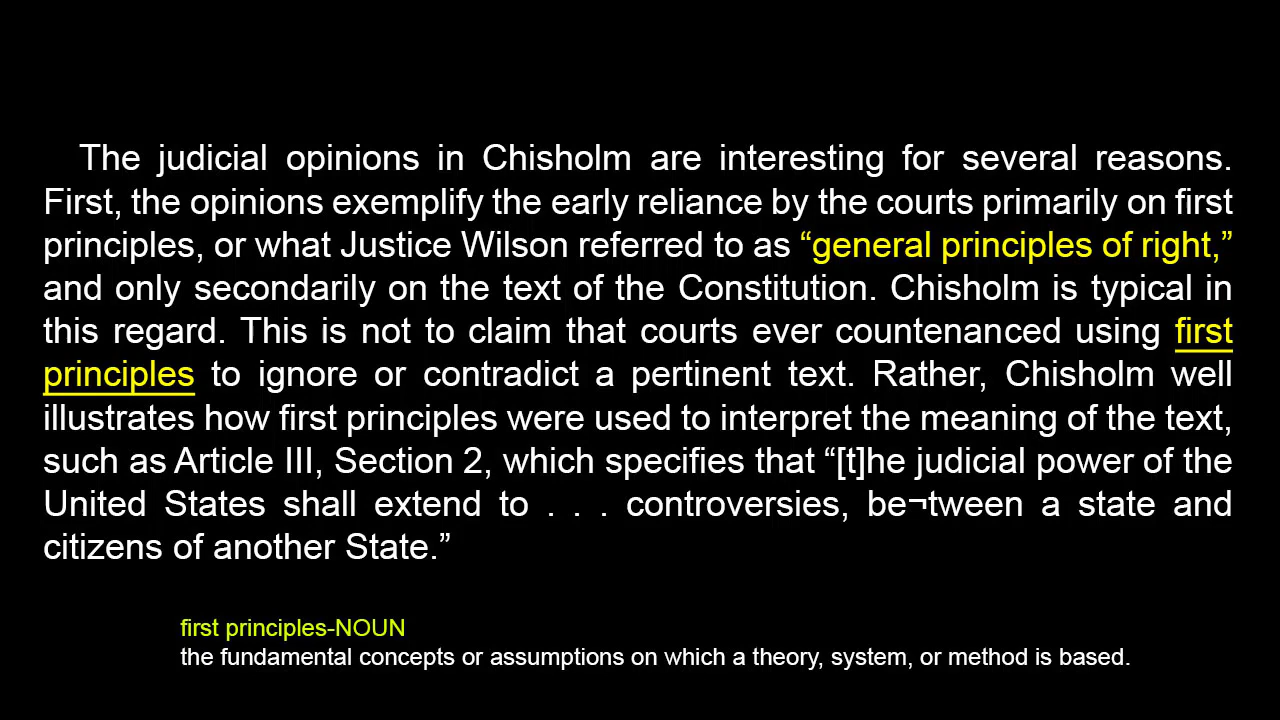 The judicial opinions in Chisholm are interesting for several reasons.
First, the opinions exemplify the early reliance by the courts primarily on first
principles, or what Justice Wilson referred to as “general principles of right,”
and only secondarily on the text of the Constitution. Chisholm is typical in
this regard. This is not to claim that courts ever countenanced using first
principles to ignore or contradict a pertinent text. Rather, Chisholm well
illustrates how first principles were used to interpret the meaning of the text,
such as Article III, Section 2, which specifies that “[t]he judicial power of the
United States shall extend to . . . controversies, be¬tween a state and
citizens of another State.”
first principles-NOUN
the fundamental concepts or assumptions on which a theory, system, or method is based.